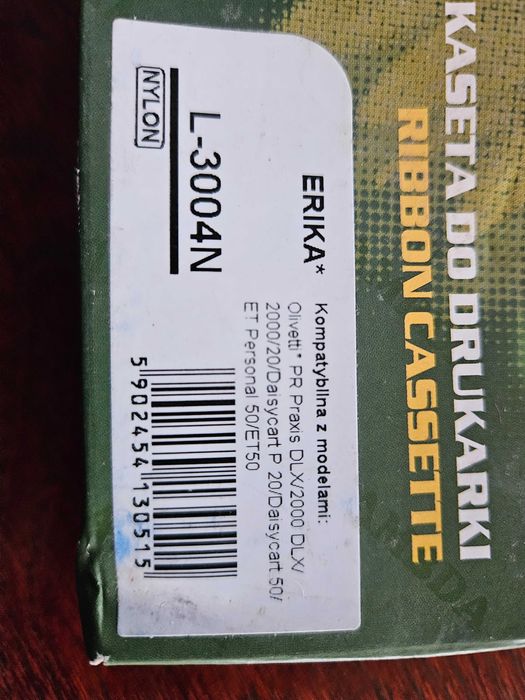 KASETA DO DRUKARKI
RIBBON CASSETTE
ERIKA*
L-3004N
NYLON
Kompatybilna z modelami:
Olivetti* PR Praxis DLX/2000 DLX/
2000/20/Daisycart P 20/Daisycart 50/
ET Personal 50/ET50
5 902454 130515